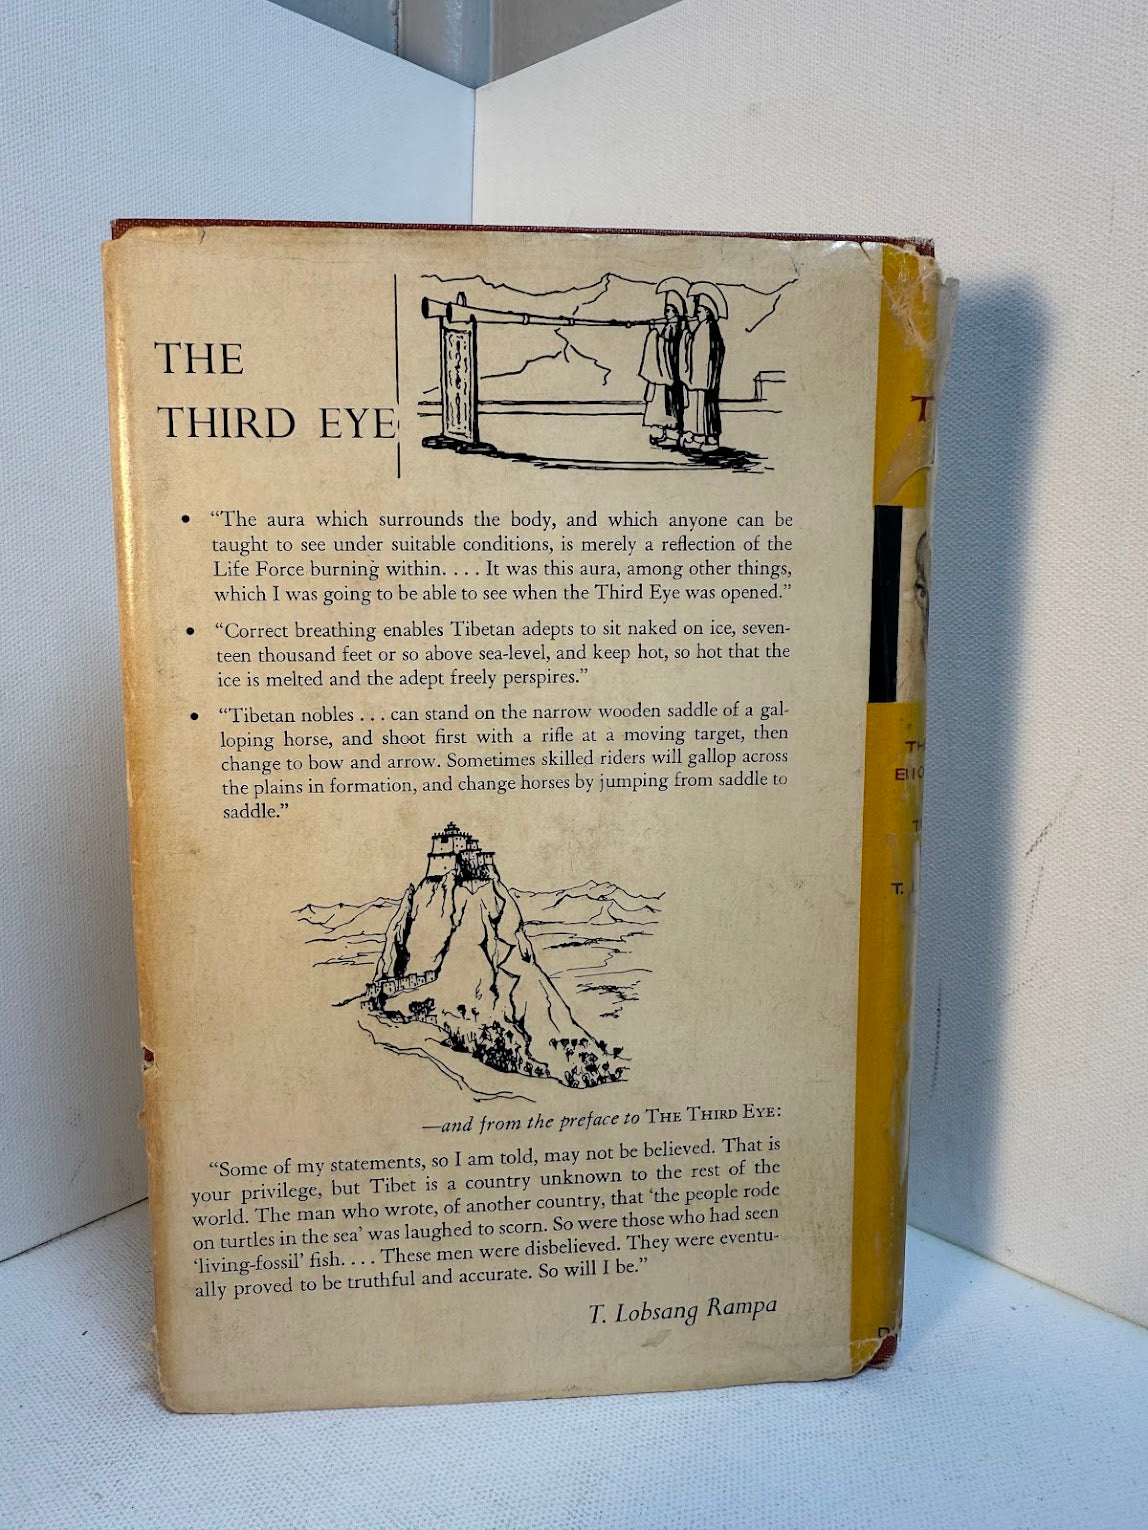 THE
THIRD EYE
• “The aura which surrounds the body, and which anyone can be
taught to see under suitable conditions, is merely a reflection of the
Life Force burning within. . . . It was this aura, among other things,
which I was going to be able to see when the Third Eye was opened.”
• “Correct breathing enables Tibetan adepts to sit naked on ice, seven-
teen thousand feet or so above sea-level, and keep hot, so hot that the
ice is melted and the adept freely perspires.”
• “Tibetan nobles . . . can stand on the narrow wooden saddle of a gal-
loping horse, and shoot first with a rifle at a moving target, then
change to bow and arrow. Sometimes skilled riders will gallop across
the plains in formation, and change horses by jumping from saddle to
saddle.”
—and from the preface to THE THIRD EYE:
“Some of my statements, so I am told, may not be believed. That is
your privilege, but Tibet is a country unknown to the rest of the
world. The man who wrote, of another country, that ‘the people rode
on turtles in the sea’ was laughed to scorn. So were those who had seen
‘living-fossil’ fish. . . . These men were disbelieved. They were eventu-
ally proved to be truthful and accurate. So will I be.”
T. Lobsang Rampa
T.